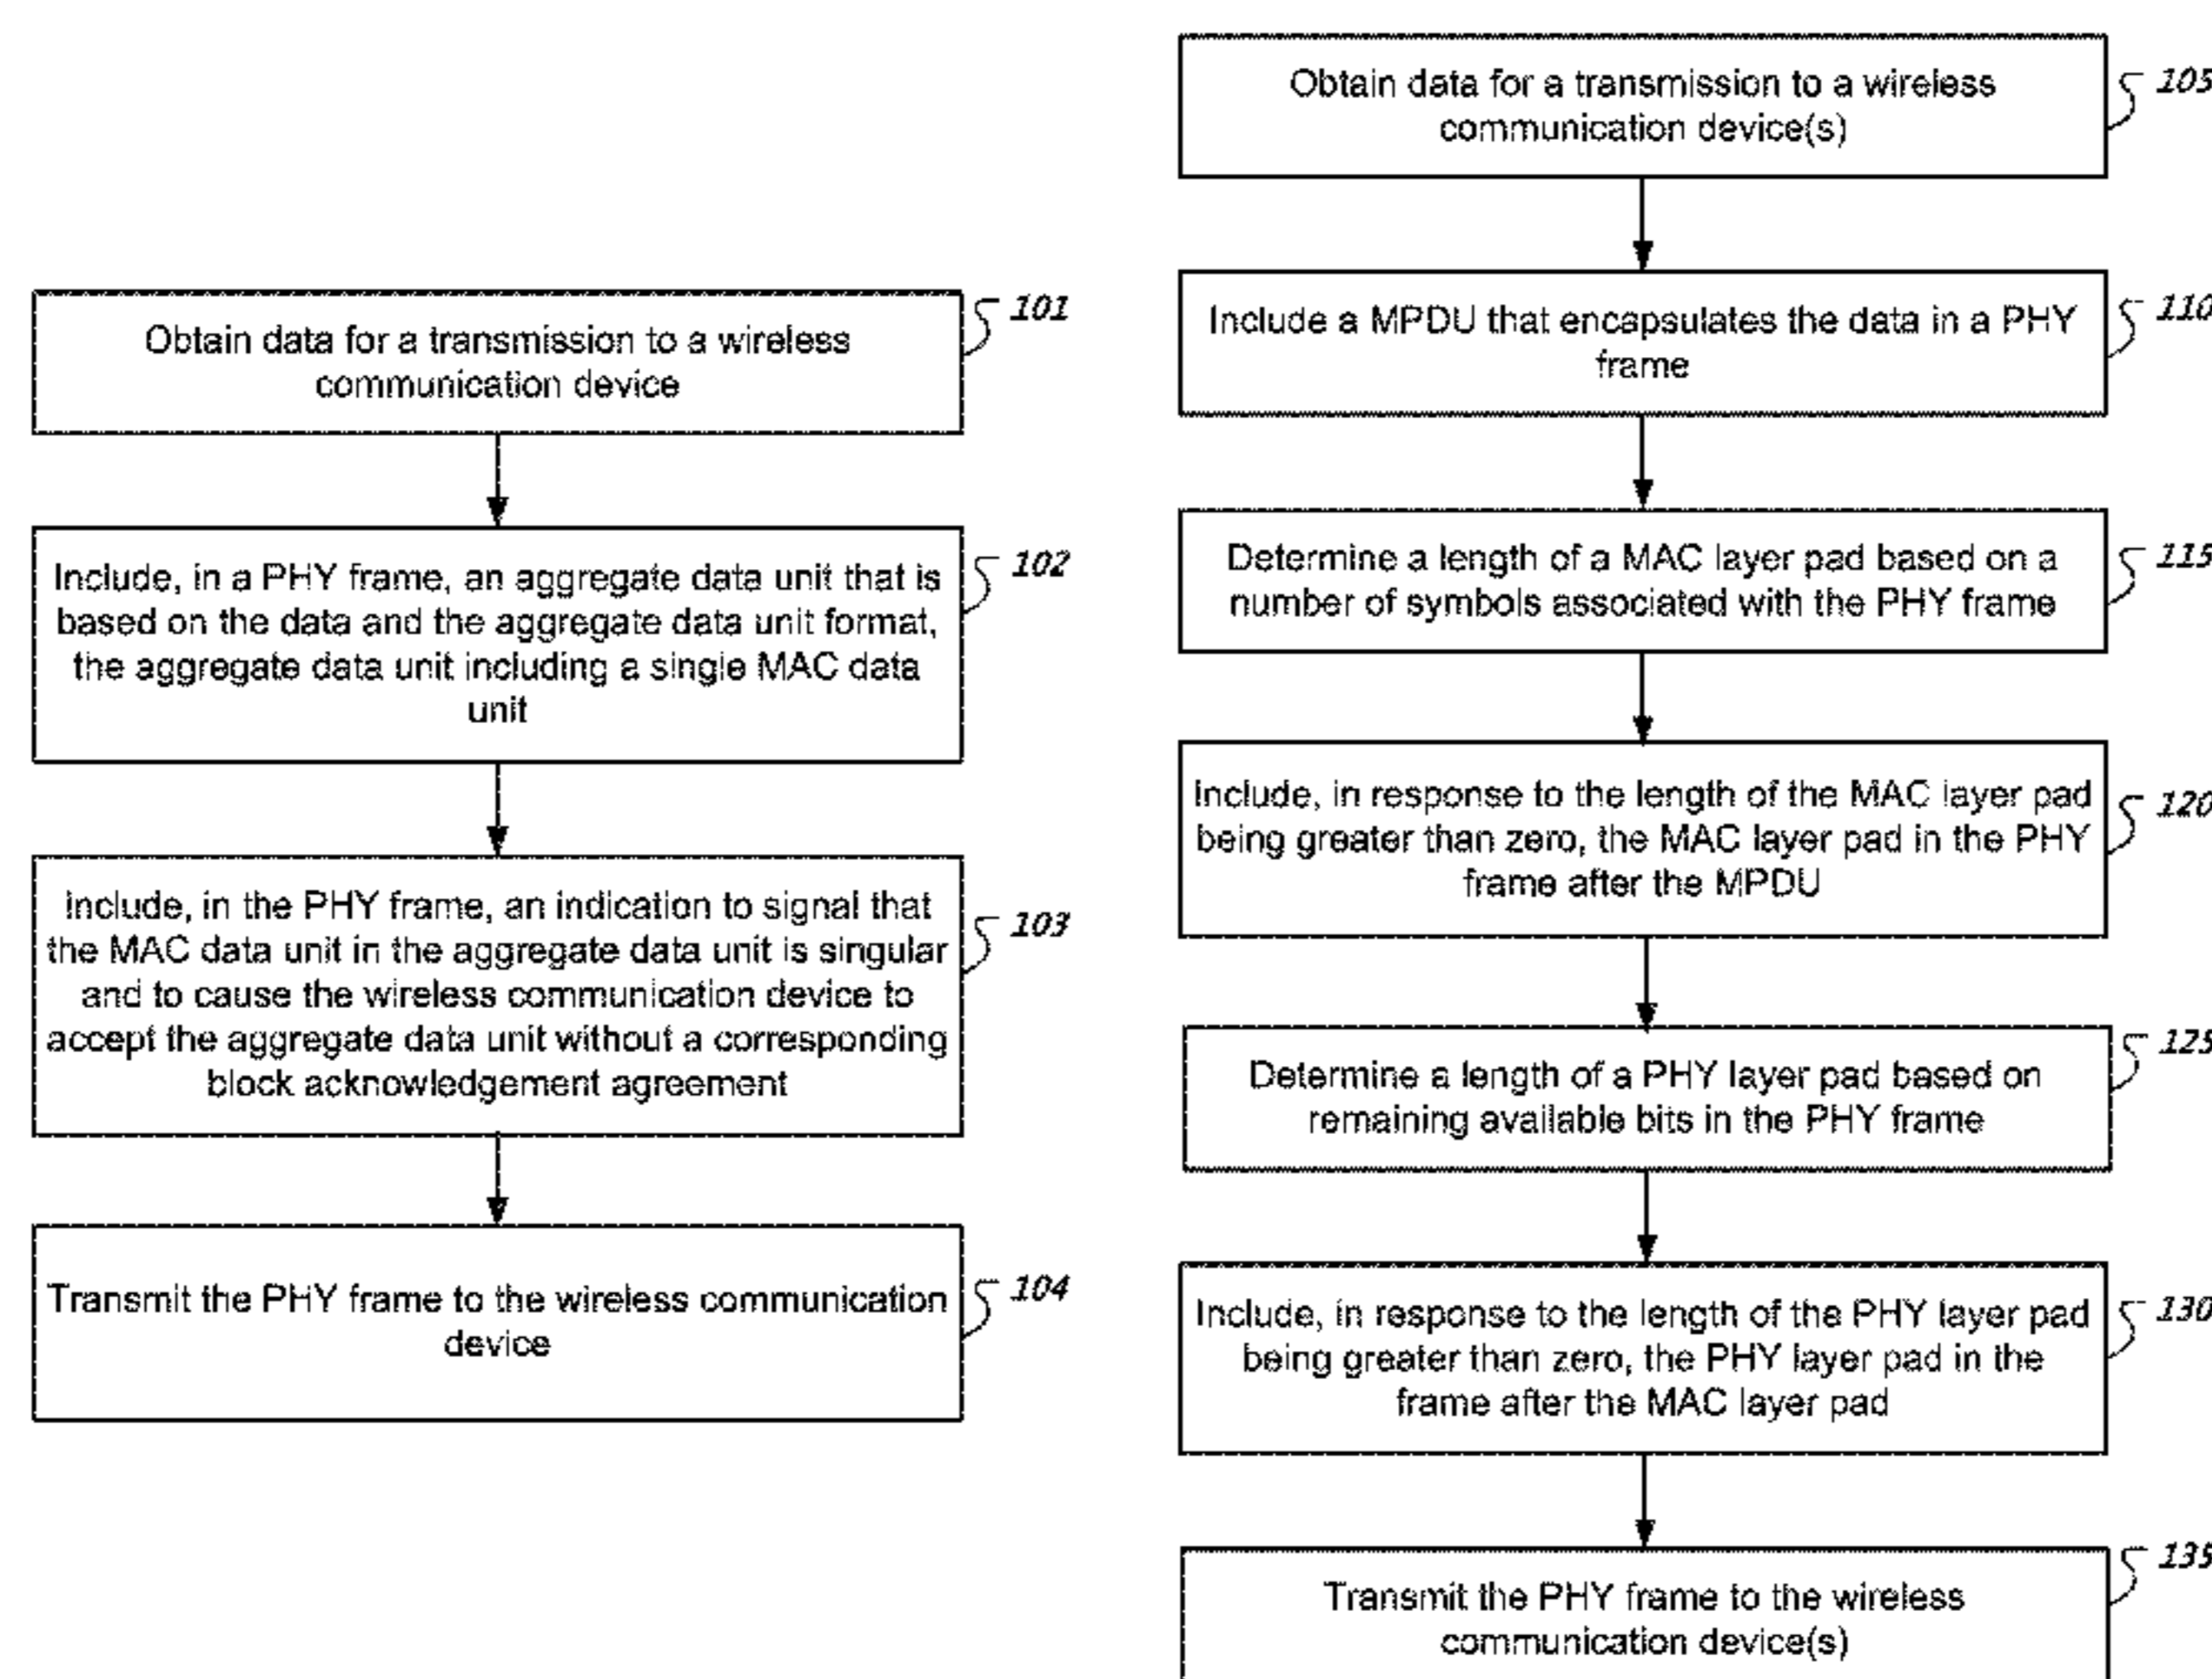 Obtain data for a transmission to a wireless
communication device
101
Include, in a PHY frame, an aggregate data unit that is
based on the data and the aggregate data unit format,
the aggregate data unit including a single MAC data
unit
102
Include, in the PHY frame, an indication to signal that
the MAC data unit in the aggregate data unit is singular
and to cause the wireless communication device to
accept the aggregate data unit without a corresponding
block acknowledgement agreement
103
Transmit the PHY frame to the wireless communication
device
104
Obtain data for a transmission to a wireless
communication device(s)
105
Include a MPDU that encapsulates the data in a PHY
frame
110
Determine a length of a MAC layer pad based on a
number of symbols associated with the PHY frame
115
Include, in response to the length of the MAC layer pad
being greater than zero, the MAC layer pad in the PHY
frame after the MPDU
120
Determine a length of a PHY layer pad based on
remaining available bits in the PHY frame
125
Include, in response to the length of the PHY layer pad
being greater than zero, the PHY layer pad in the
frame after the MAC layer pad
130
Transmit the PHY frame to the wireless
communication device(s)
135